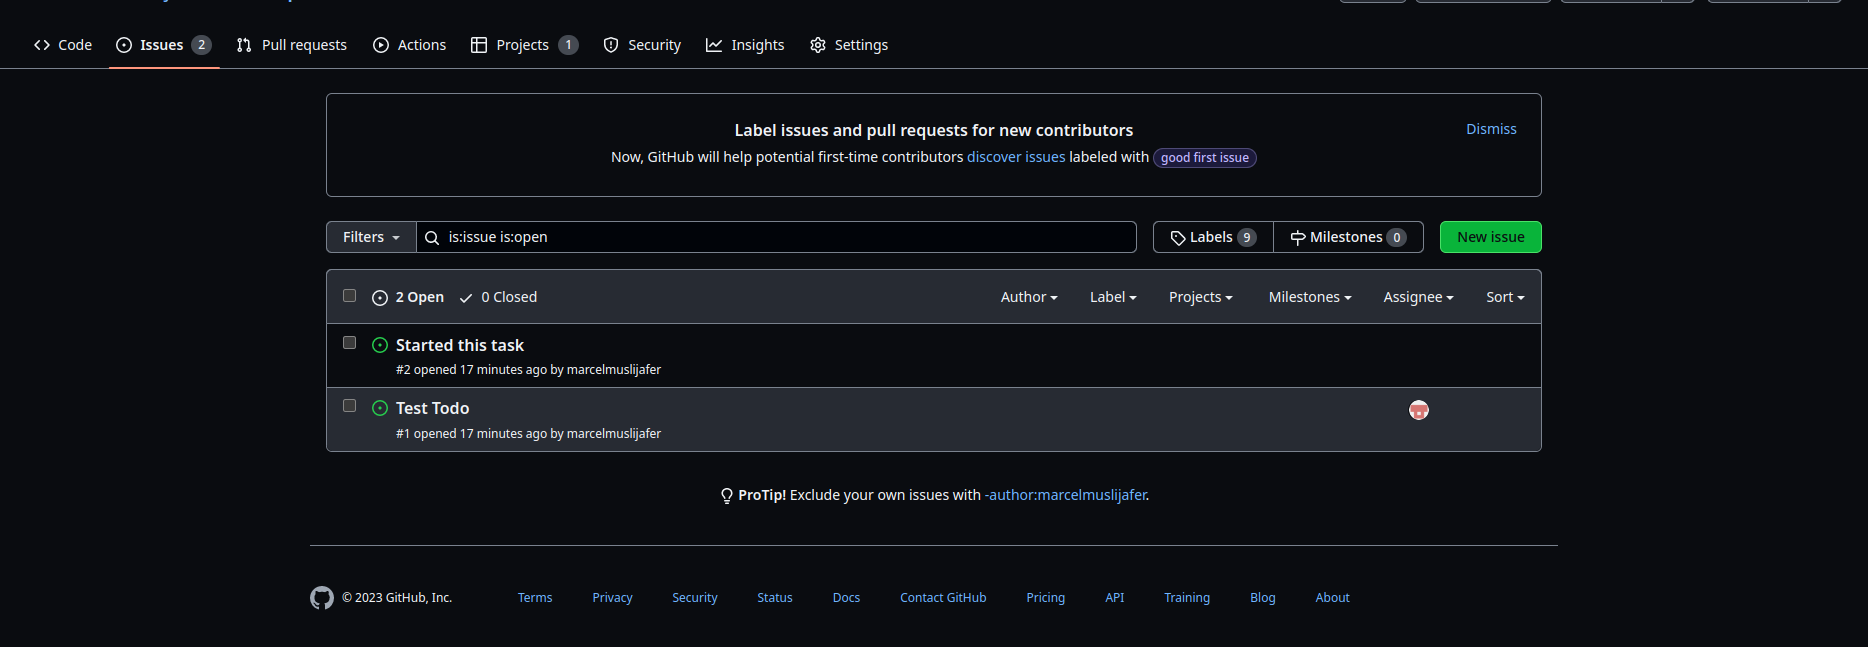 Code Issues 2 Pull requests Actions Projects 1 Security Insights Settings
Label issues and pull requests for new contributors
Dismiss
Now, GitHub will help potential first-time contributors discover issues labeled with good first issue
Filters is:issue is:open Labels 9 Milestones 0 New issue
2 Open 0 Closed Author Label Projects Milestones Assignee Sort
Started this task
#2 opened 17 minutes ago by marcelmuslijafer
Test Todo
#1 opened 17 minutes ago by marcelmuslijafer
ProTip! Exclude your own issues with -author:marcelmuslijafer.
© 2023 GitHub, Inc. Terms Privacy Security Status Docs Contact GitHub Pricing API Training Blog About